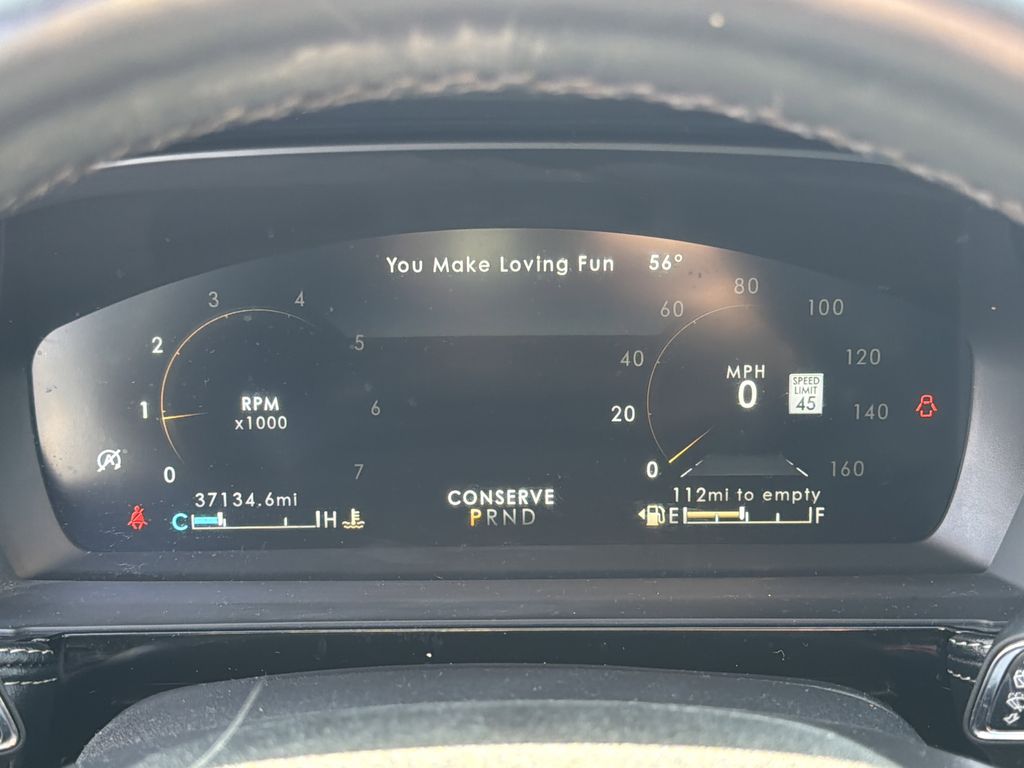 You Make Loving Fun 56°
0 1 2 3 4 5 6 7
RPM
x1000
0 20 40 60 80 100 120 140 160
MPH
0
SPEED
LIMIT
45
37134.6mi
C H
CONSERVE
PRND
112mi to empty
E F